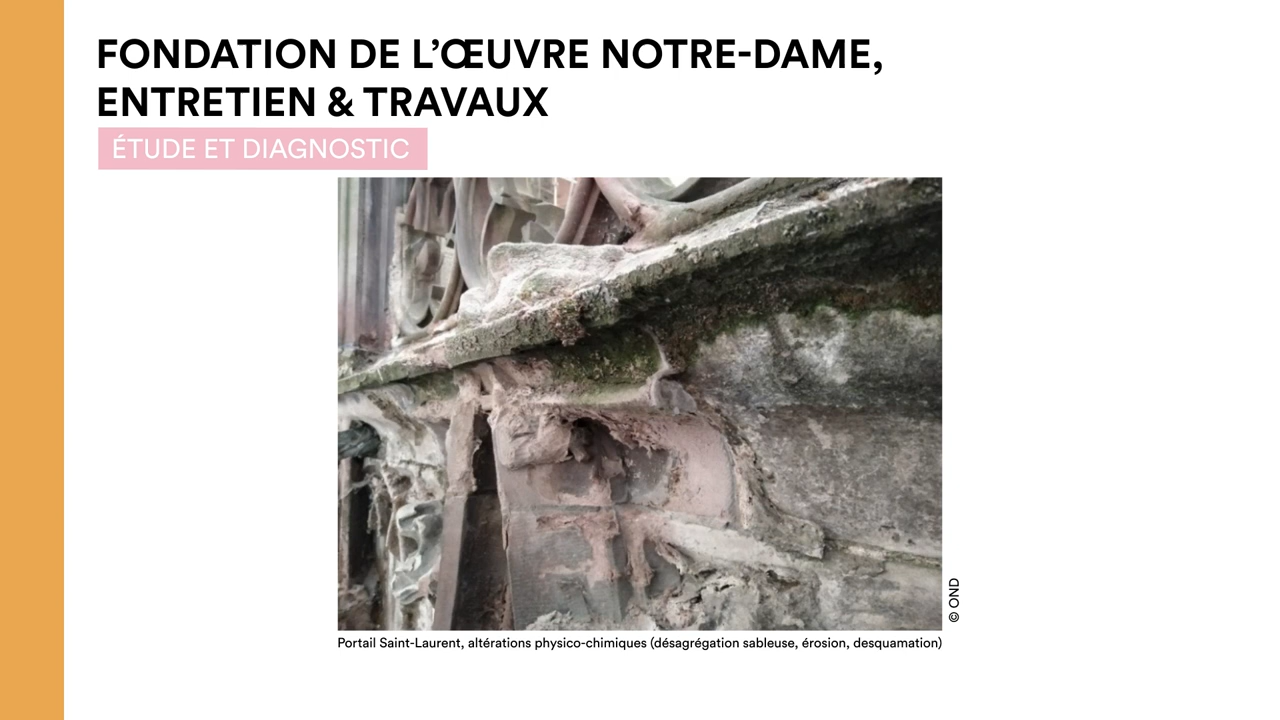 FONDATION DE L’ŒUVRE NOTRE-DAME,
ENTRETIEN & TRAVAUX
ÉTUDE ET DIAGNOSTIC
© OND
Portail Saint-Laurent, altérations physico-chimiques (désagrégation sableuse, érosion, desquamation)